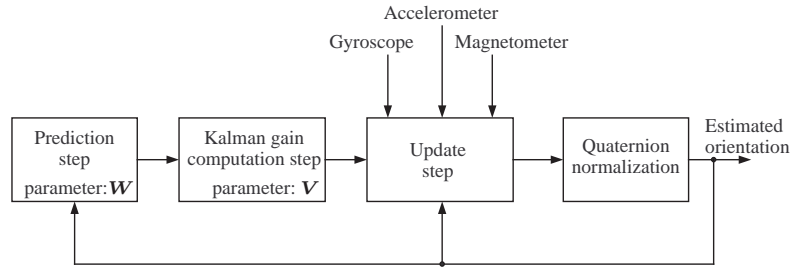 Accelerometer
Gyroscope
Magnetometer
Prediction
step
parameter: W
Kalman gain
computation step
parameter: V
Update
step
Quaternion
normalization
Estimated
orientation